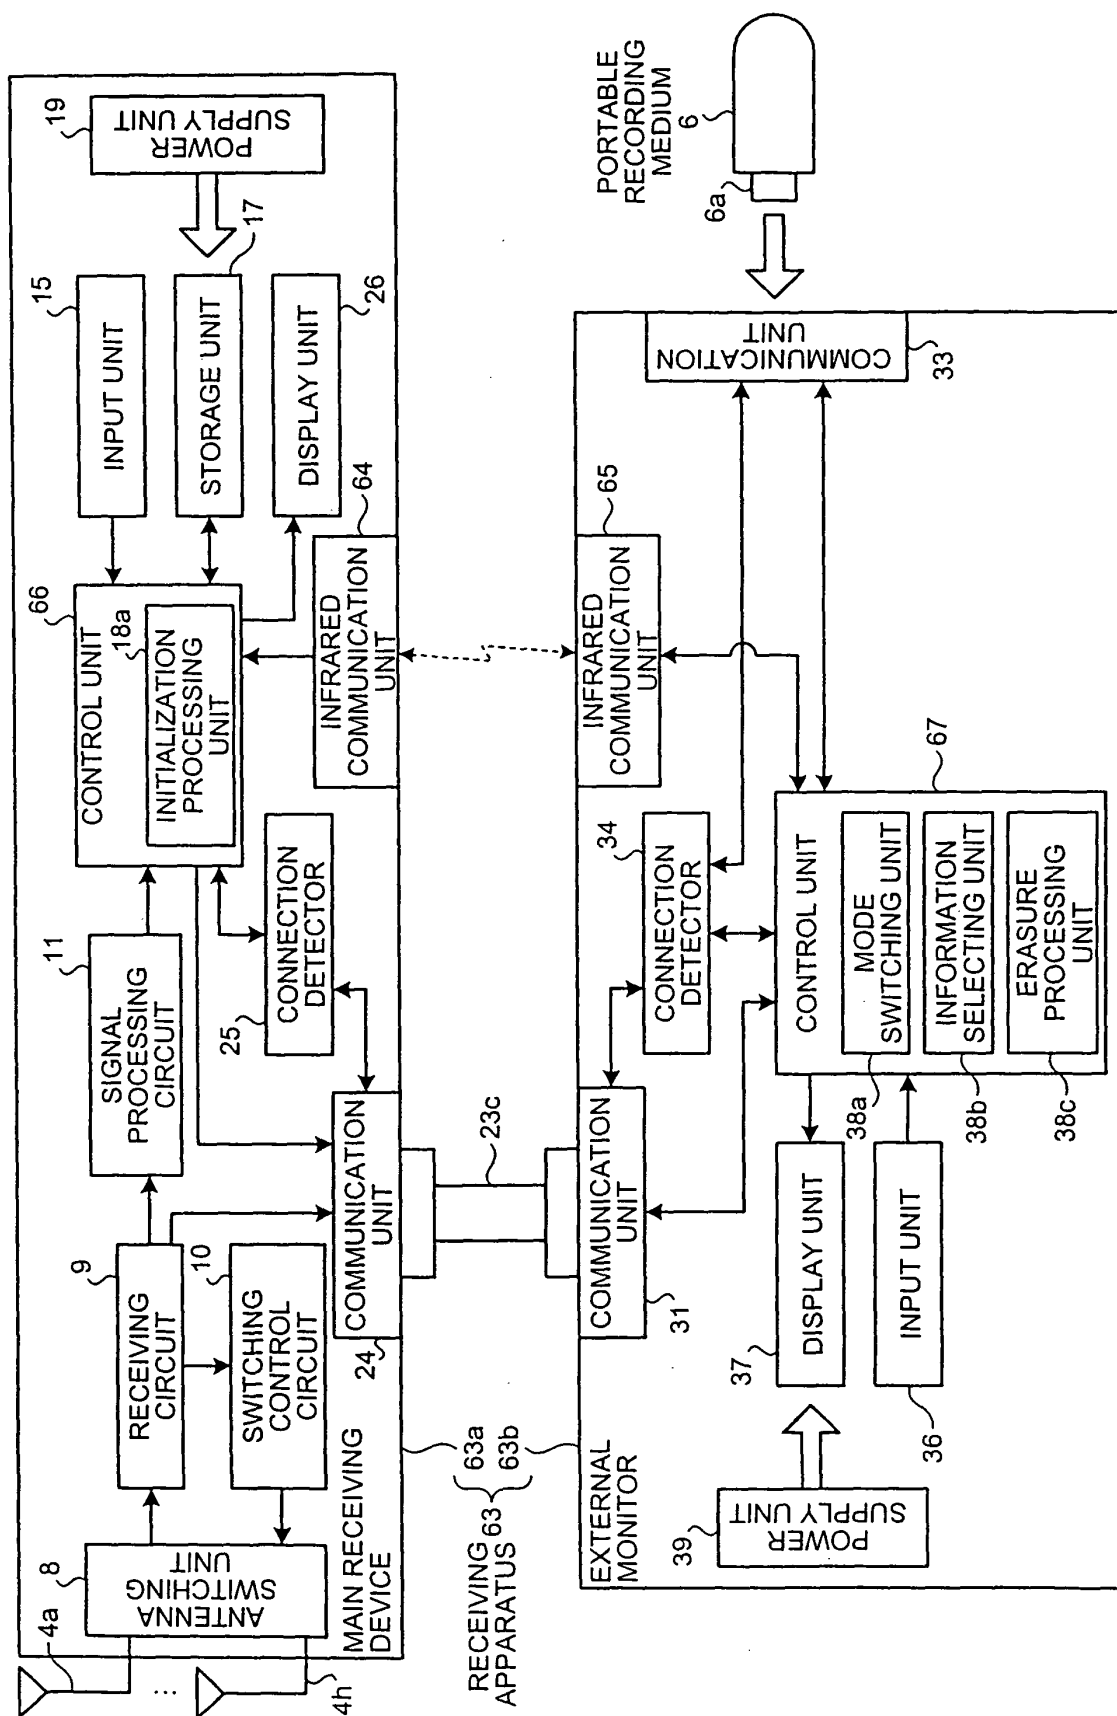 4a
...
4h
8
ANTENNA
SWITCHING
UNIT
9
RECEIVING
CIRCUIT
10
SWITCHING
CONTROL
CIRCUIT
11
SIGNAL
PROCESSING
CIRCUIT
66
CONTROL UNIT
18a
INITIALIZATION
PROCESSING
UNIT
15
INPUT UNIT
17
STORAGE UNIT
26
DISPLAY UNIT
19
POWER
SUPPLY UNIT
25
CONNECTION
DETECTOR
24
COMMUNICATION
UNIT
64
INFRARED
COMMUNICATION
UNIT
MAIN RECEIVING
DEVICE
23c
RECEIVING
APPARATUS 63
63a
63b
EXTERNAL
MONITOR
31
COMMUNICATION
UNIT
34
CONNECTION
DETECTOR
65
INFRARED
COMMUNICATION
UNIT
33
COMMUNICATION
UNIT
PORTABLE
RECORDING
MEDIUM
6
6a
67
CONTROL UNIT
38a
MODE
SWITCHING UNIT
38b
INFORMATION
SELECTING UNIT
38c
ERASURE
PROCESSING
UNIT
37
DISPLAY UNIT
36
INPUT UNIT
39
POWER
SUPPLY UNIT